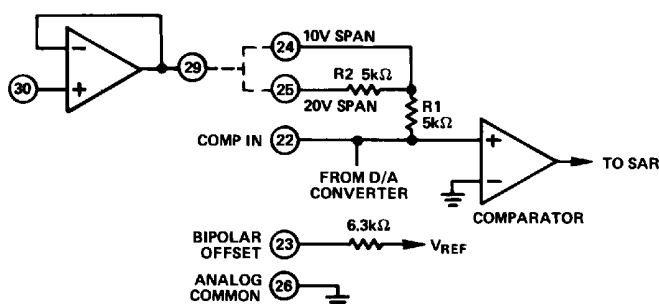 24
10V SPAN
29
R2 5kΩ
30
25
20V SPAN
R1
5kΩ
COMP IN
22
TO SAR
FROM D/A
CONVERTER
COMPARATOR
6.3kΩ
BIPOLAR
OFFSET
23
VREF
ANALOG
COMMON
26